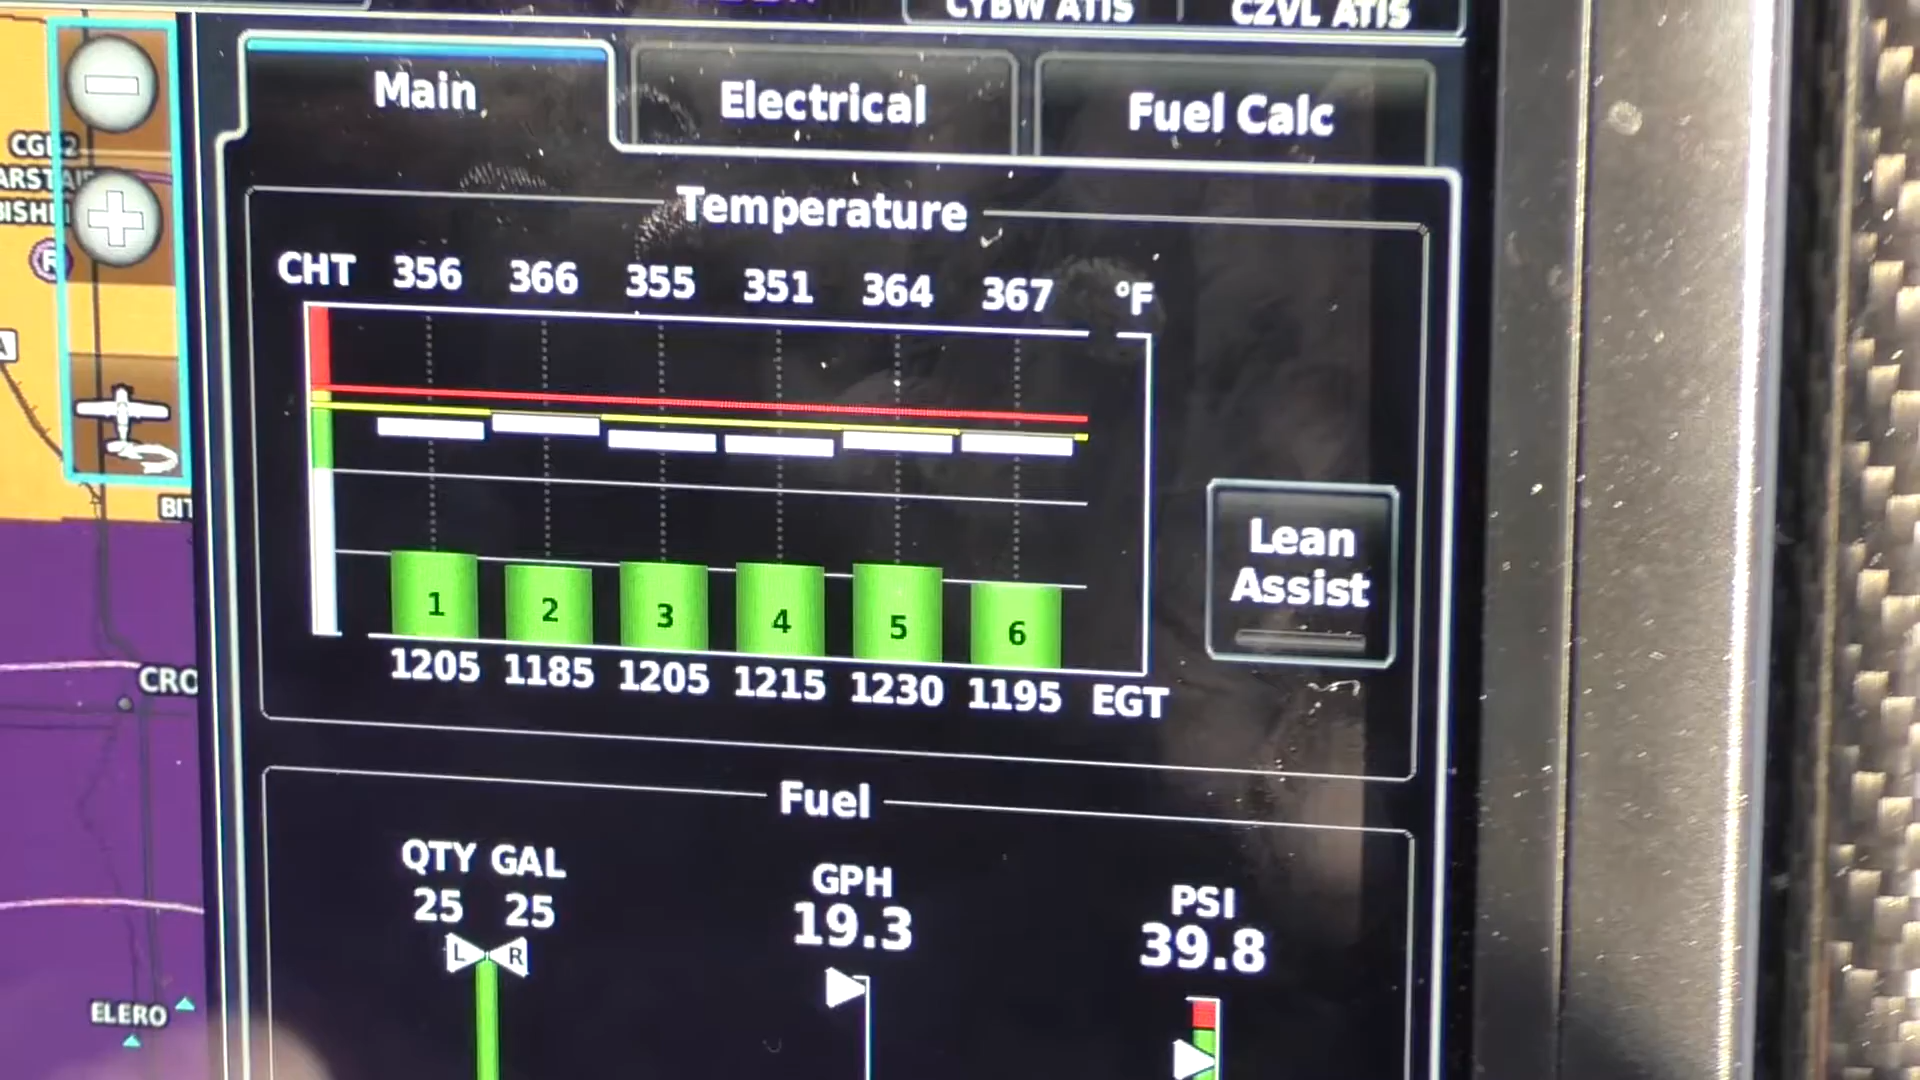 CYBW ATIS CZVL ATIS
Main Electrical Fuel Calc
Temperature
CHT 356 366 355 351 364 367 °F
1 2 3 4 5 6
1205 1185 1205 1215 1230 1195 EGT
Lean
Assist
Fuel
QTY GAL
25 25
L R
GPH
19.3
PSI
39.8
BIT
CRO
ELERO